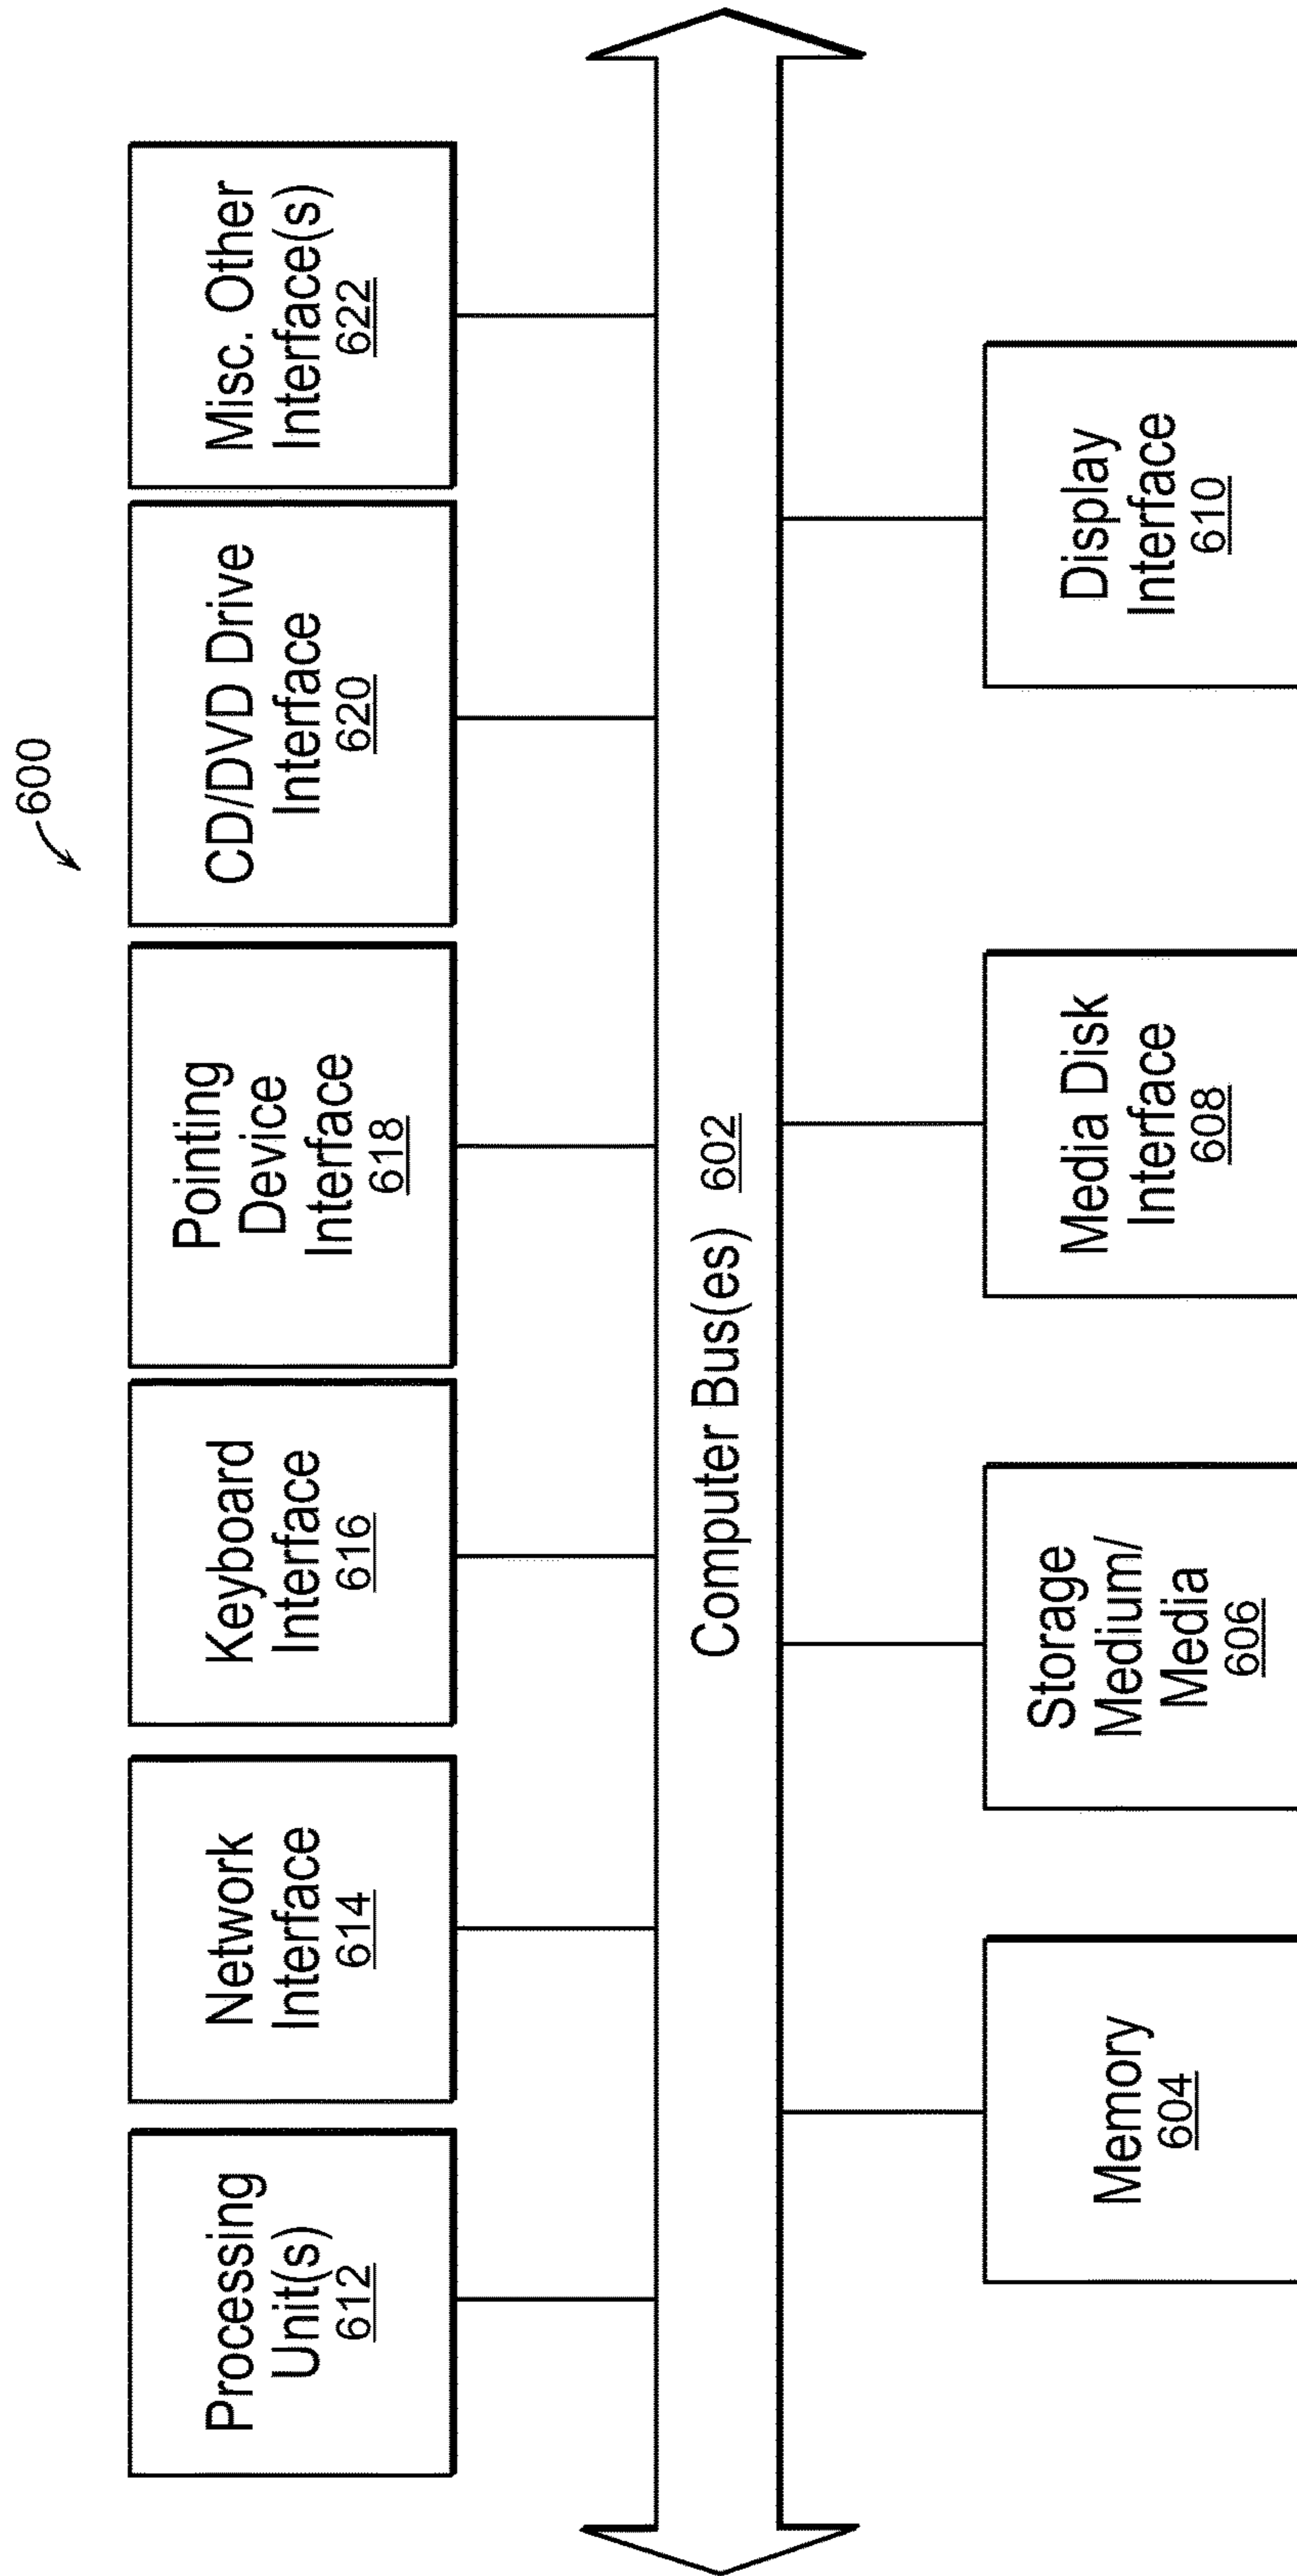 600
Processing
Unit(s)
612
Network
Interface
614
Keyboard
Interface
616
Pointing
Device
Interface
618
CD/DVD Drive
Interface
620
Misc. Other
Interface(s)
622
Computer Bus(es) 602
Memory
604
Storage
Medium/
Media
606
Media Disk
Interface
608
Display
Interface
610